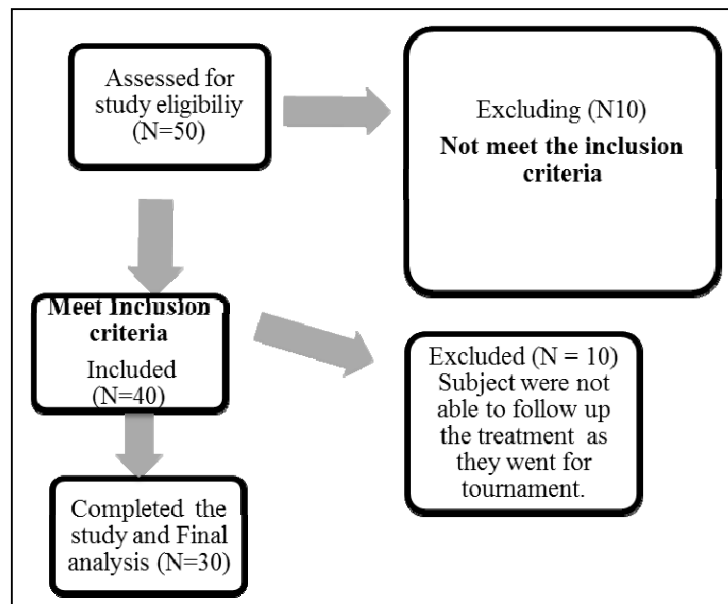 Assessed for
study eligibiliy
(N=50)
Excluding (N10)
Not meet the inclusion
criteria
Meet Inclusion
criteria
Included
(N=40)
Excluded (N = 10)
Subject were not
able to follow up
the treatment as
they went for
tournament.
Completed the
study and Final
analysis (N=30)